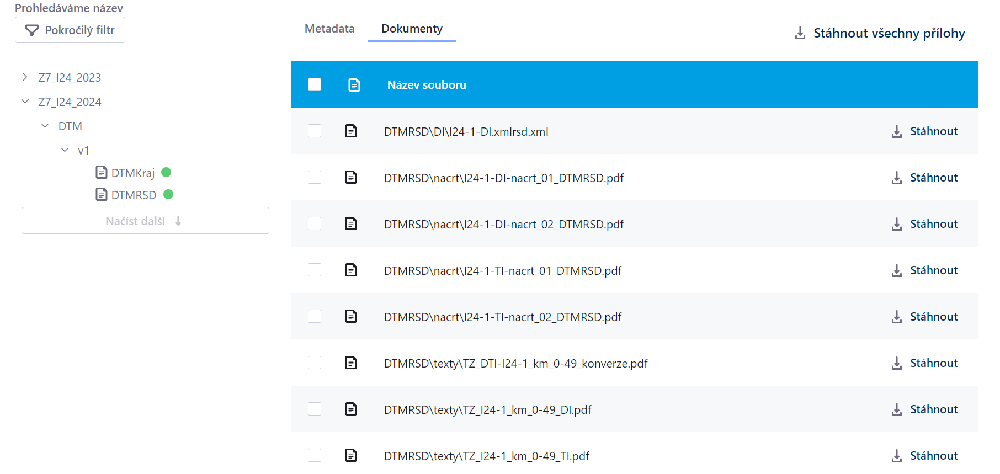 Prohledáváme název
Pokročilý filtr
Z7_I24_2023
Z7_I24_2024
DTM
v1
DTMKraj
DTMRSD
Načíst další
Metadata
Dokumenty
Stáhnout všechny přílohy
Název souboru
DTMRSD\DI\I24-1-DI.xmlrsd.xml Stáhnout
DTMRSD\nacrt\I24-1-DI-nacrt_01_DTMRSD.pdf Stáhnout
DTMRSD\nacrt\I24-1-DI-nacrt_02_DTMRSD.pdf Stáhnout
DTMRSD\nacrt\I24-1-TI-nacrt_01_DTMRSD.pdf Stáhnout
DTMRSD\nacrt\I24-1-TI-nacrt_02_DTMRSD.pdf Stáhnout
DTMRSD\texty\TZ_DTI-I24-1_km_0-49_konverze.pdf Stáhnout
DTMRSD\texty\TZ_I24-1_km_0-49_DI.pdf Stáhnout
DTMRSD\texty\TZ_I24-1_km_0-49_TI.pdf Stáhnout